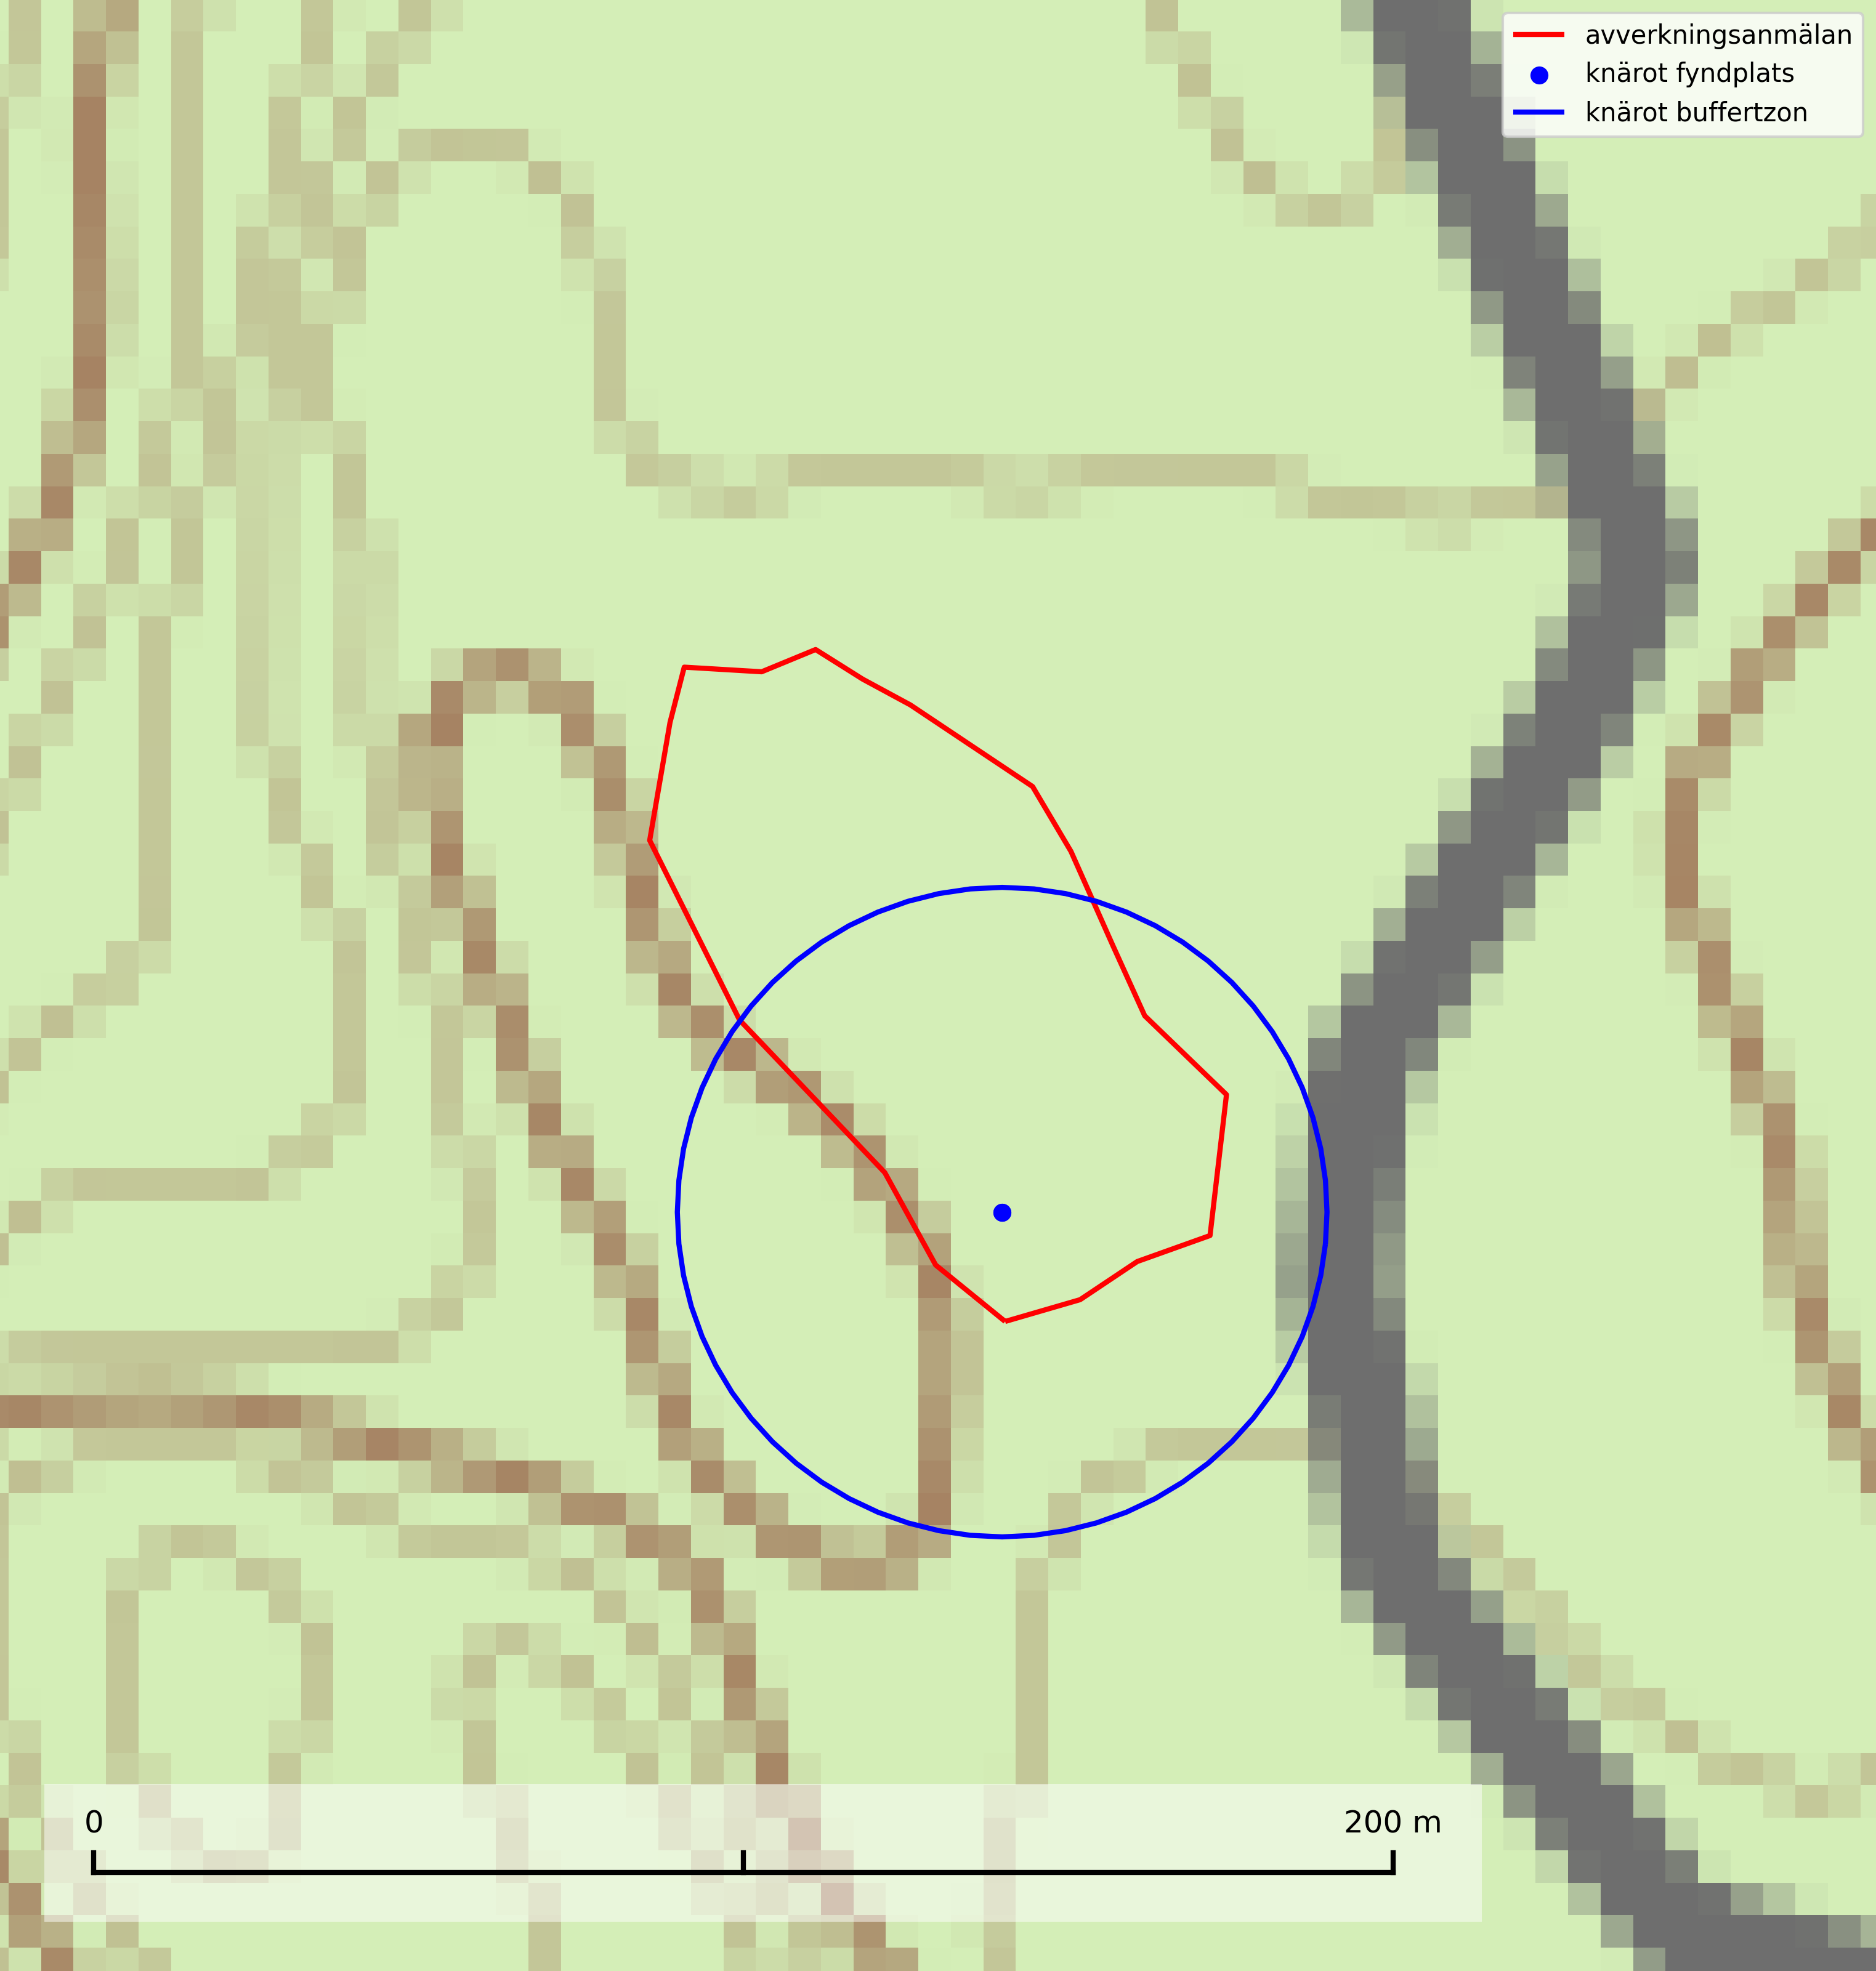 avverkningsanmälan
knärot fyndplats
knärot buffertzon
0
200 m